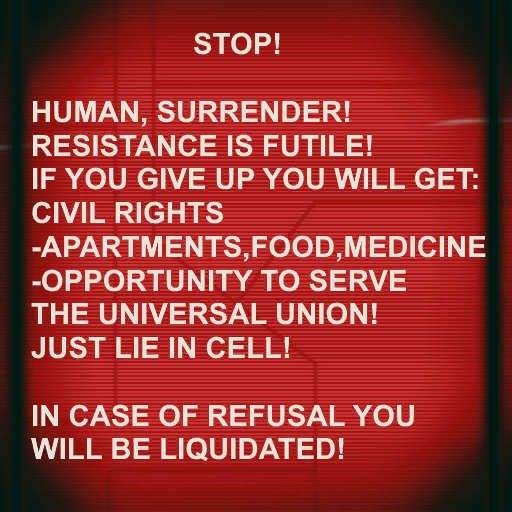 STOP!
HUMAN, SURRENDER!
RESISTANCE IS FUTILE!
IF YOU GIVE UP YOU WILL GET:
CIVIL RIGHTS
-APARTMENTS,FOOD,MEDICINE
-OPPORTUNITY TO SERVE
THE UNIVERSAL UNION!
JUST LIE IN CELL!
IN CASE OF REFUSAL YOU
WILL BE LIQUIDATED!